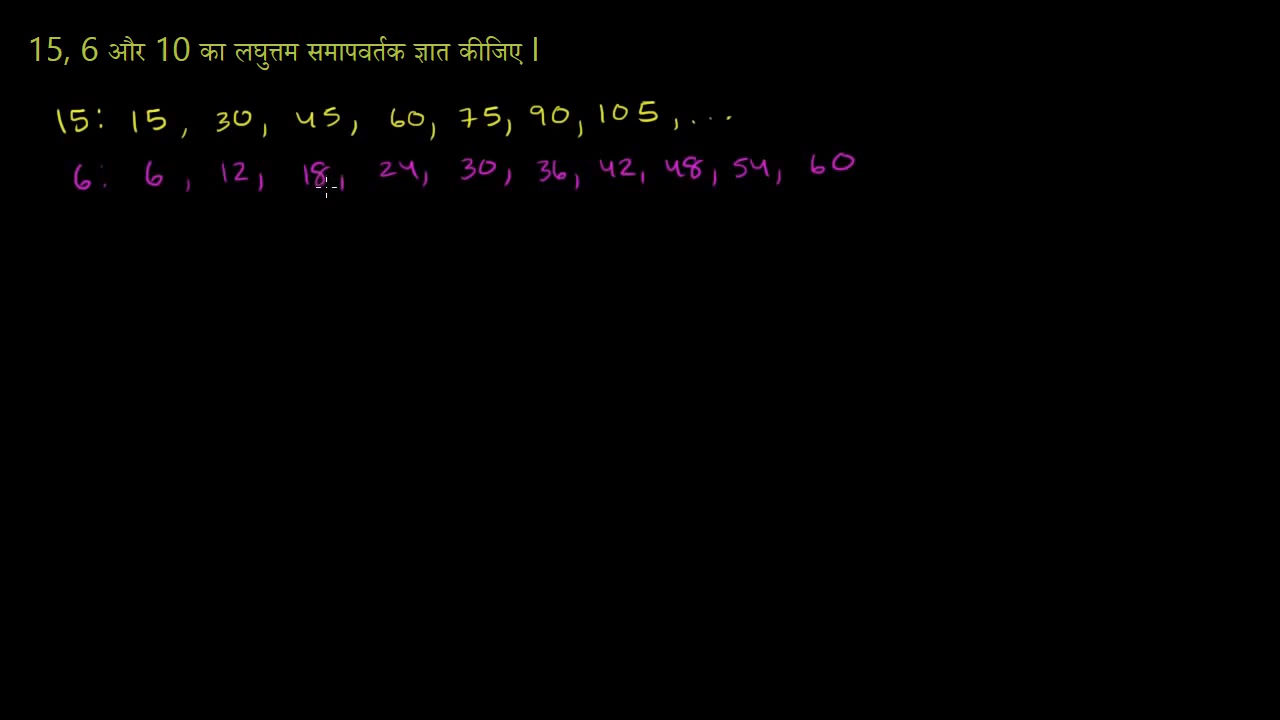 15, 6 और 10 का लघुत्तम समापवर्तक ज्ञात कीजिए |
15: 15, 30, 45, 60, 75, 90, 105, ...
6: 6, 12, 18, 24, 30, 36, 42, 48, 54, 60